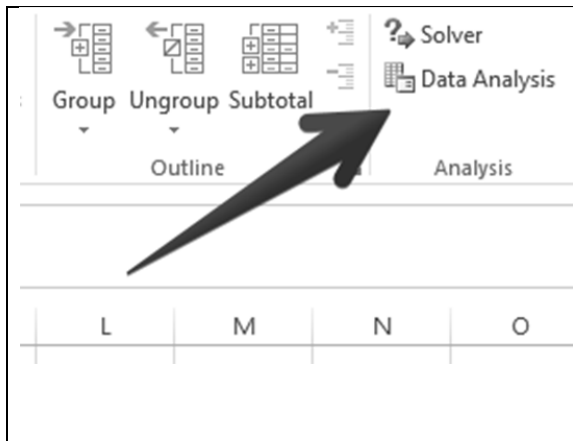 Solver
Data Analysis
Group Ungroup Subtotal
Outline Analysis
L M N O